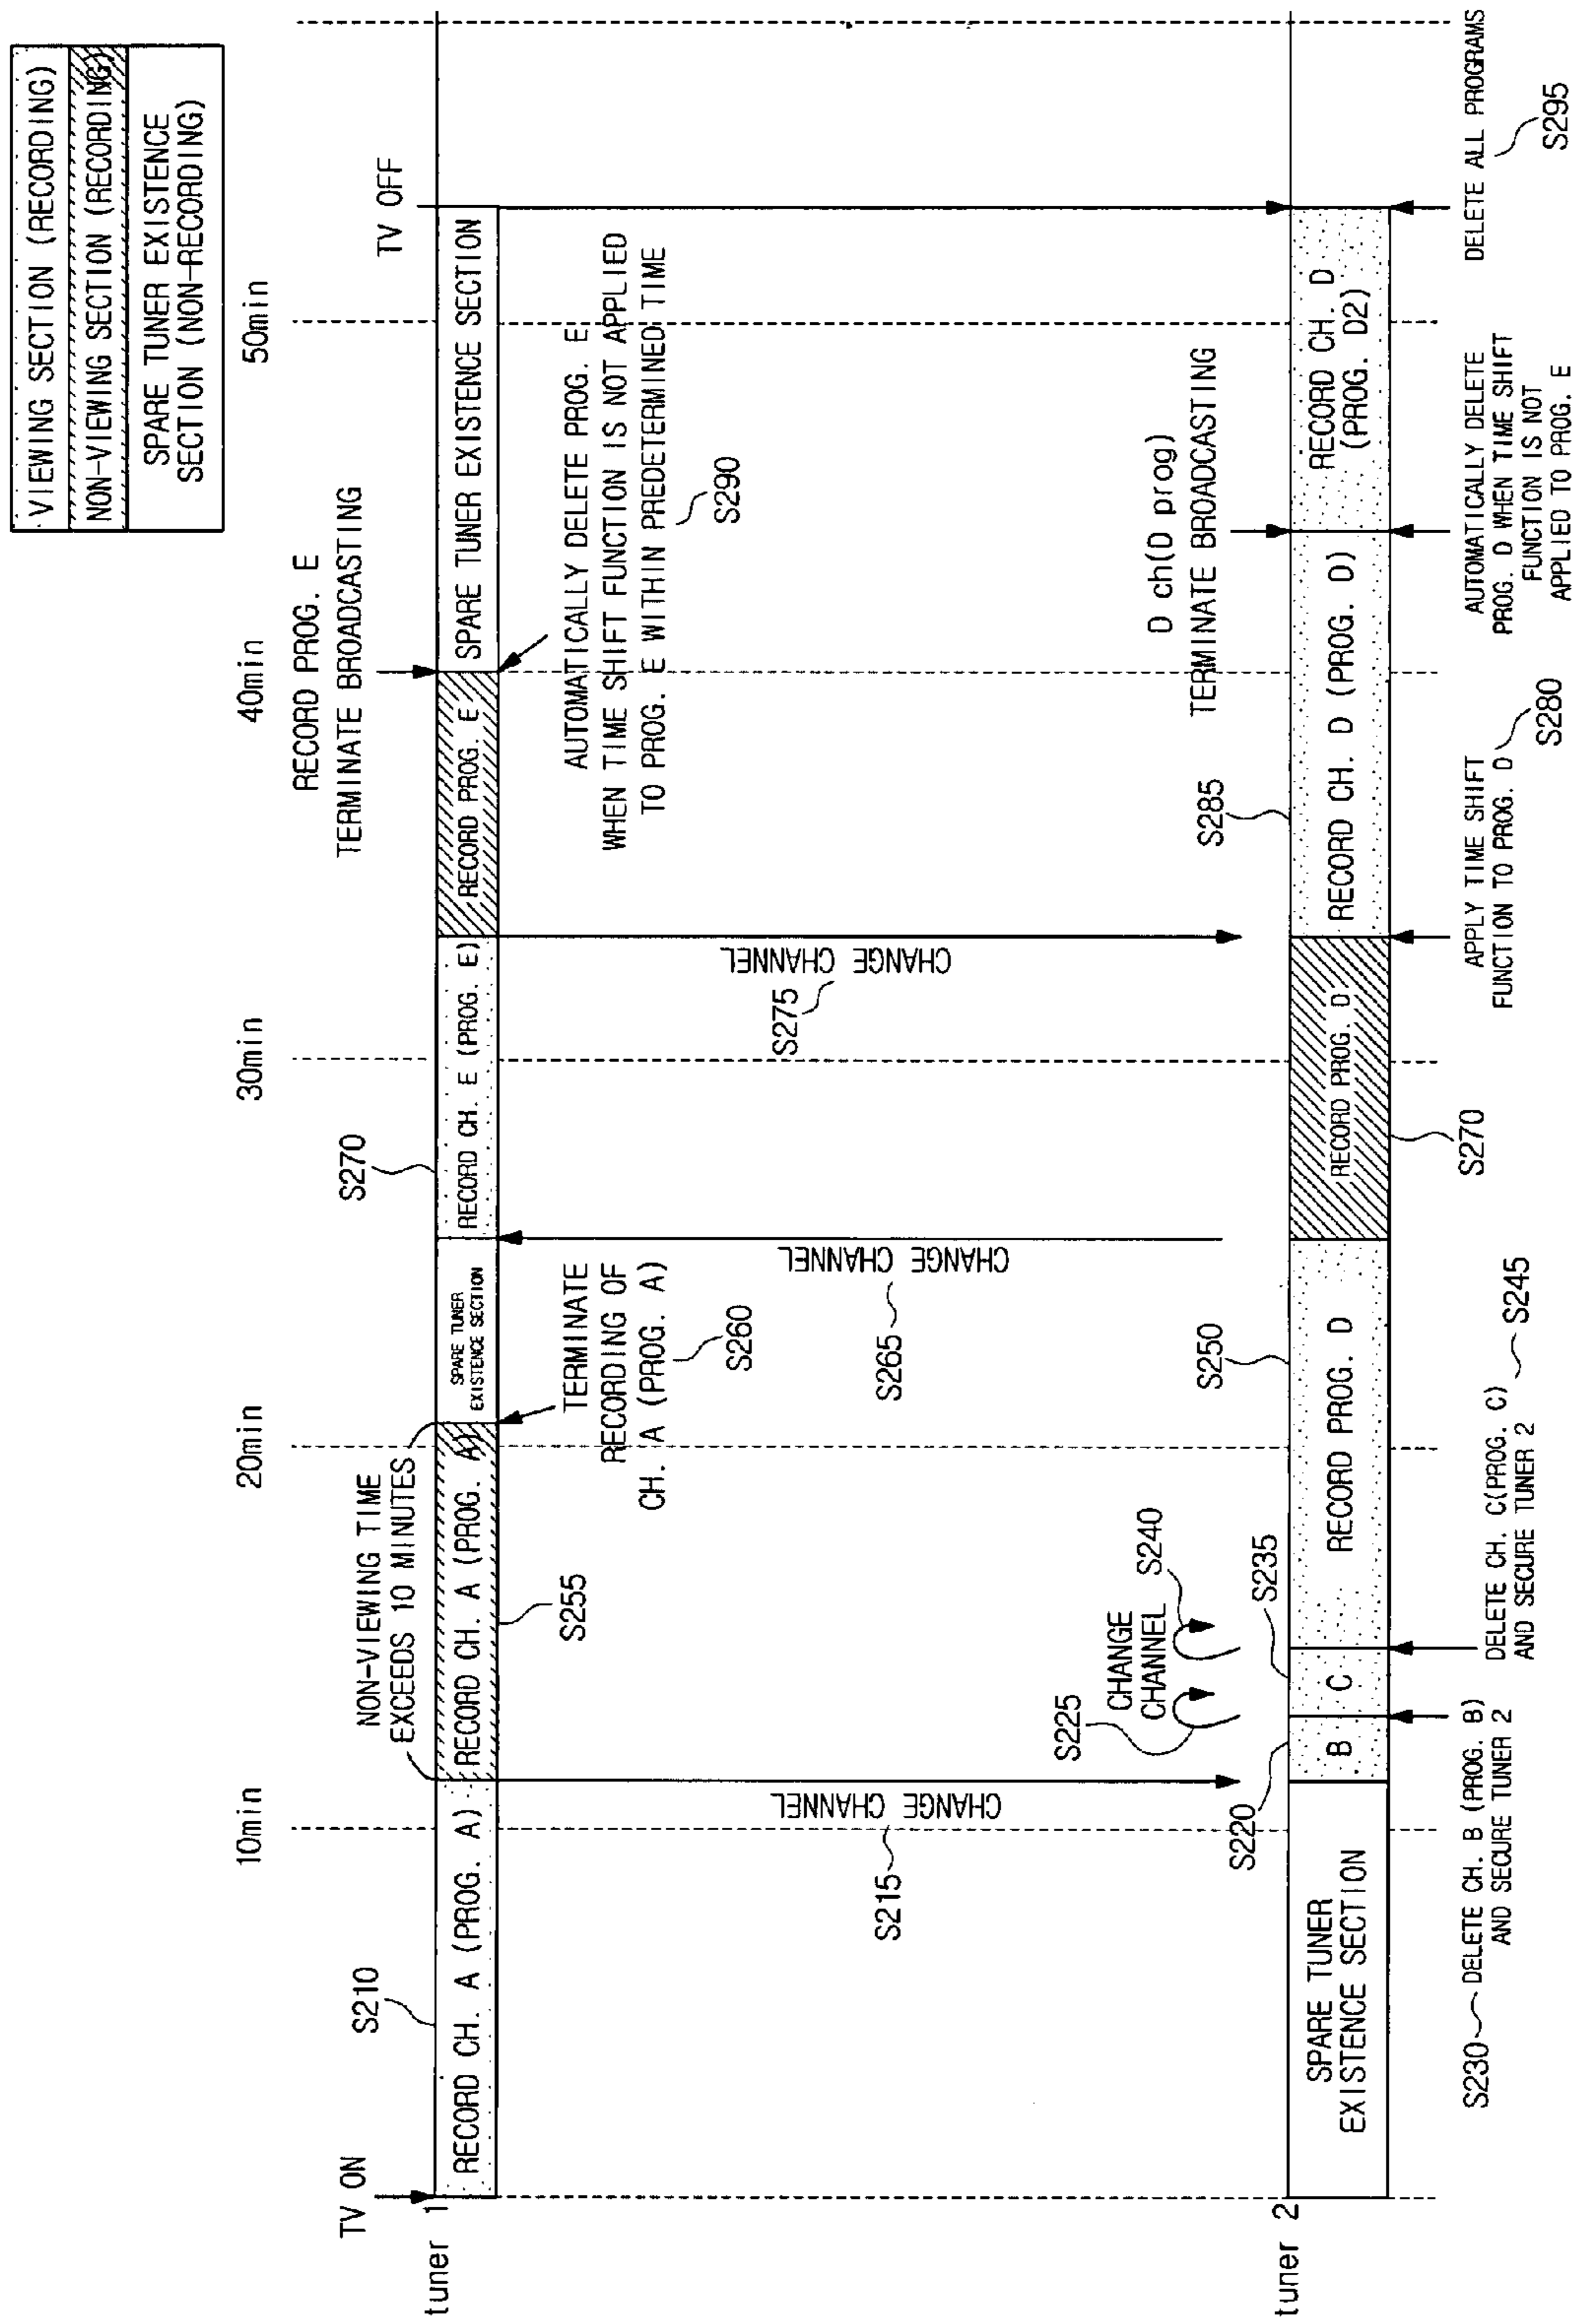 VIEWING SECTION (RECORDING)
NON-VIEWING SECTION (RECORDING)
SPARE TUNER EXISTENCE
SECTION (NON-RECORDING)
10min
20min
30min
40min
50min
TV ON
S210
NON-VIEWING TIME
EXCEEDS 10 MINUTES
S270
RECORD PROG. E
TERMINATE BROADCASTING
TV OFF
tuner 1
RECORD CH. A (PROG. A)
RECORD CH. A (PROG. A)
SPARE TUNER
EXISTENCE SECTION
RECORD CH. E (PROG. E)
RECORD PROG. E
SPARE TUNER EXISTENCE SECTION
S255
TERMINATE
RECORDING OF
CH. A (PROG. A)
S260
AUTOMATICALLY DELETE PROG. E
WHEN TIME SHIFT FUNCTION IS NOT APPLIED
TO PROG. E WITHIN PREDETERMINED TIME
S290
CHANGE CHANNEL
S215
CHANGE CHANNEL
S265
CHANGE CHANNEL
S275
S225
CHANGE
CHANNEL
S240
D ch(D prog)
TERMINATE BROADCASTING
S220
S235
S250
S285
tuner 2
SPARE TUNER
EXISTENCE SECTION
B
C
RECORD PROG. D
RECORD PROG. D
RECORD CH. D (PROG. D)
RECORD CH. D
(PROG. D2)
S230
DELETE CH. B (PROG. B)
AND SECURE TUNER 2
DELETE CH. C(PROG. C)
AND SECURE TUNER 2
S245
S270
APPLY TIME SHIFT
FUNCTION TO PROG. D
S280
AUTOMATICALLY DELETE
PROG. D WHEN TIME SHIFT
FUNCTION IS NOT
APPLIED TO PROG. E
DELETE ALL PROGRAMS
S295